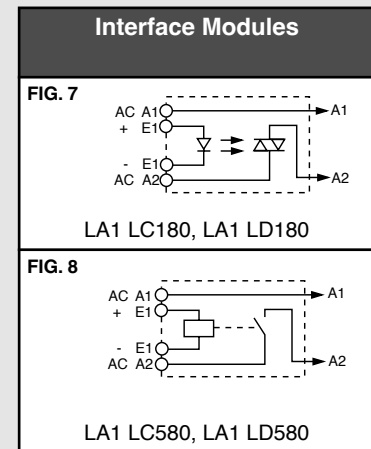 Interface Modules
FIG. 7
AC A1 A1
+ E1
- E1
AC A2 A2
LA1 LC180, LA1 LD180
FIG. 8
AC A1 A1
+ E1
- E1
AC A2 A2
LA1 LC580, LA1 LD580